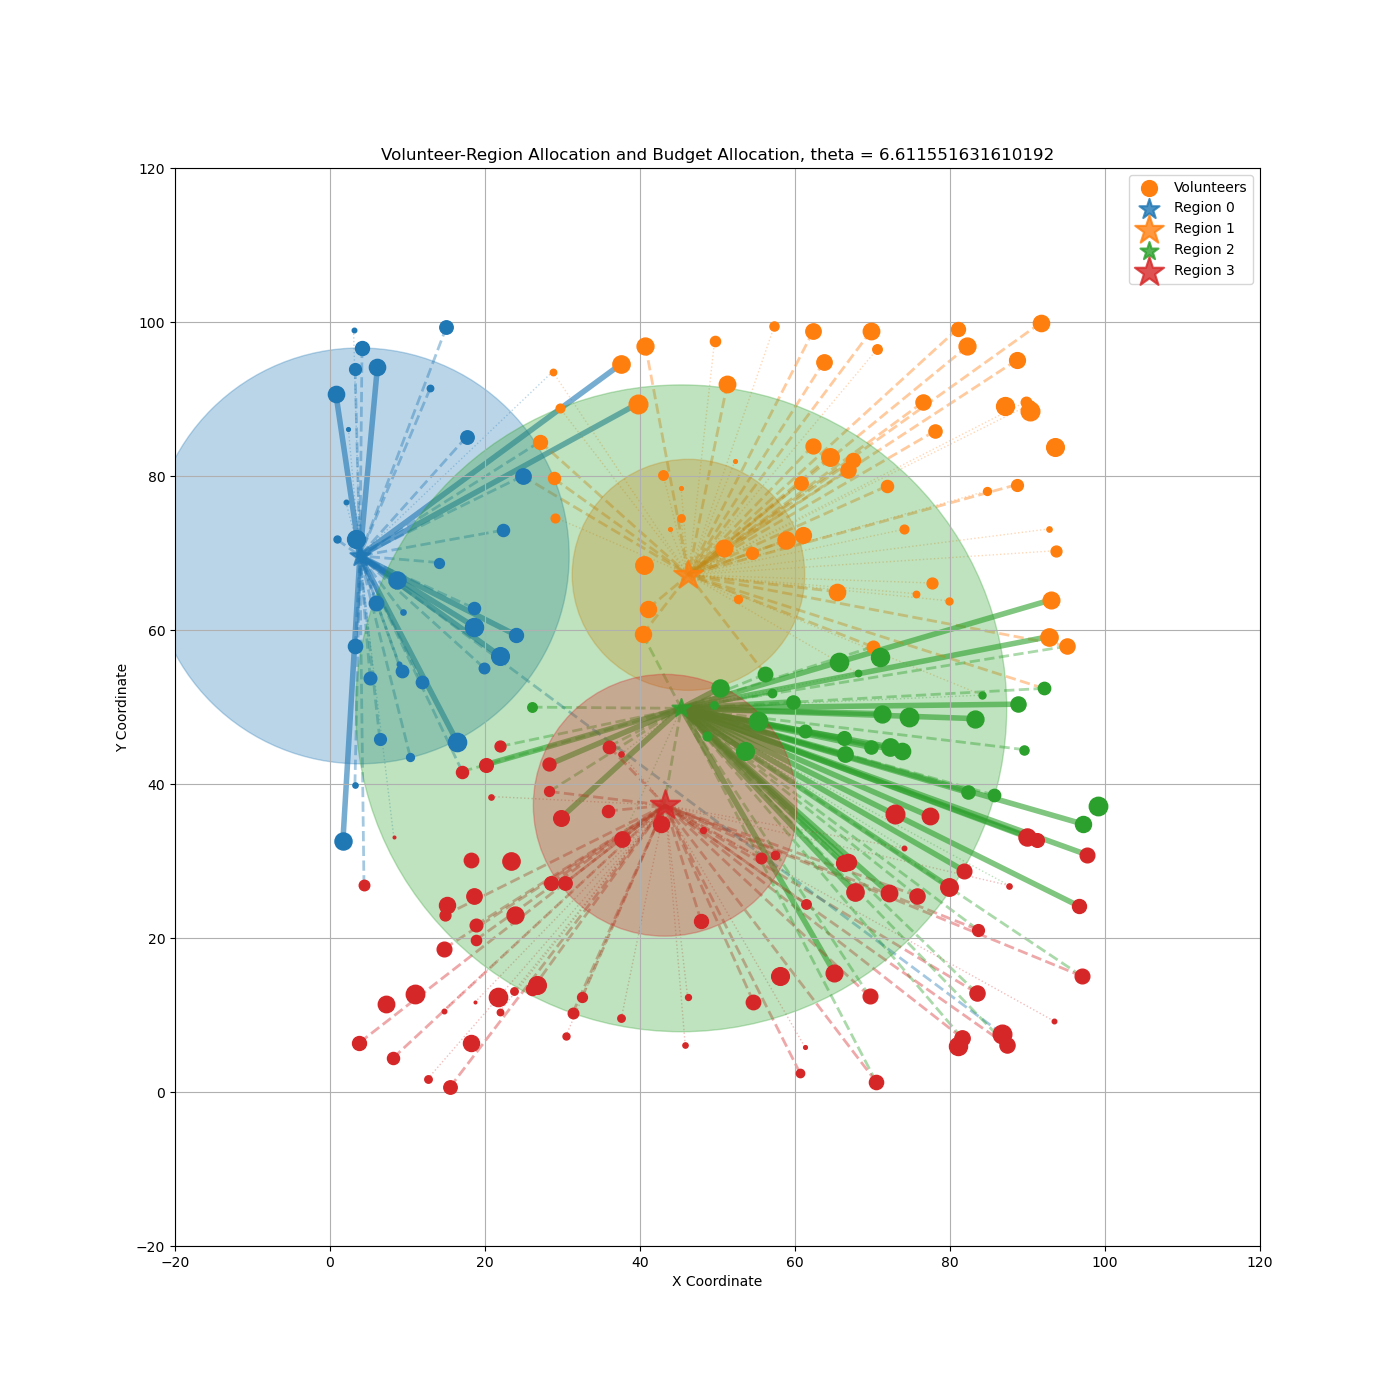 Volunteer-Region Allocation and Budget Allocation, theta = 6.611551631610192
120
100
80
60
40
20
0
−20
Y Coordinate
Volunteers
Region 0
Region 1
Region 2
Region 3
−20 0 20 40 60 80 100 120
X Coordinate